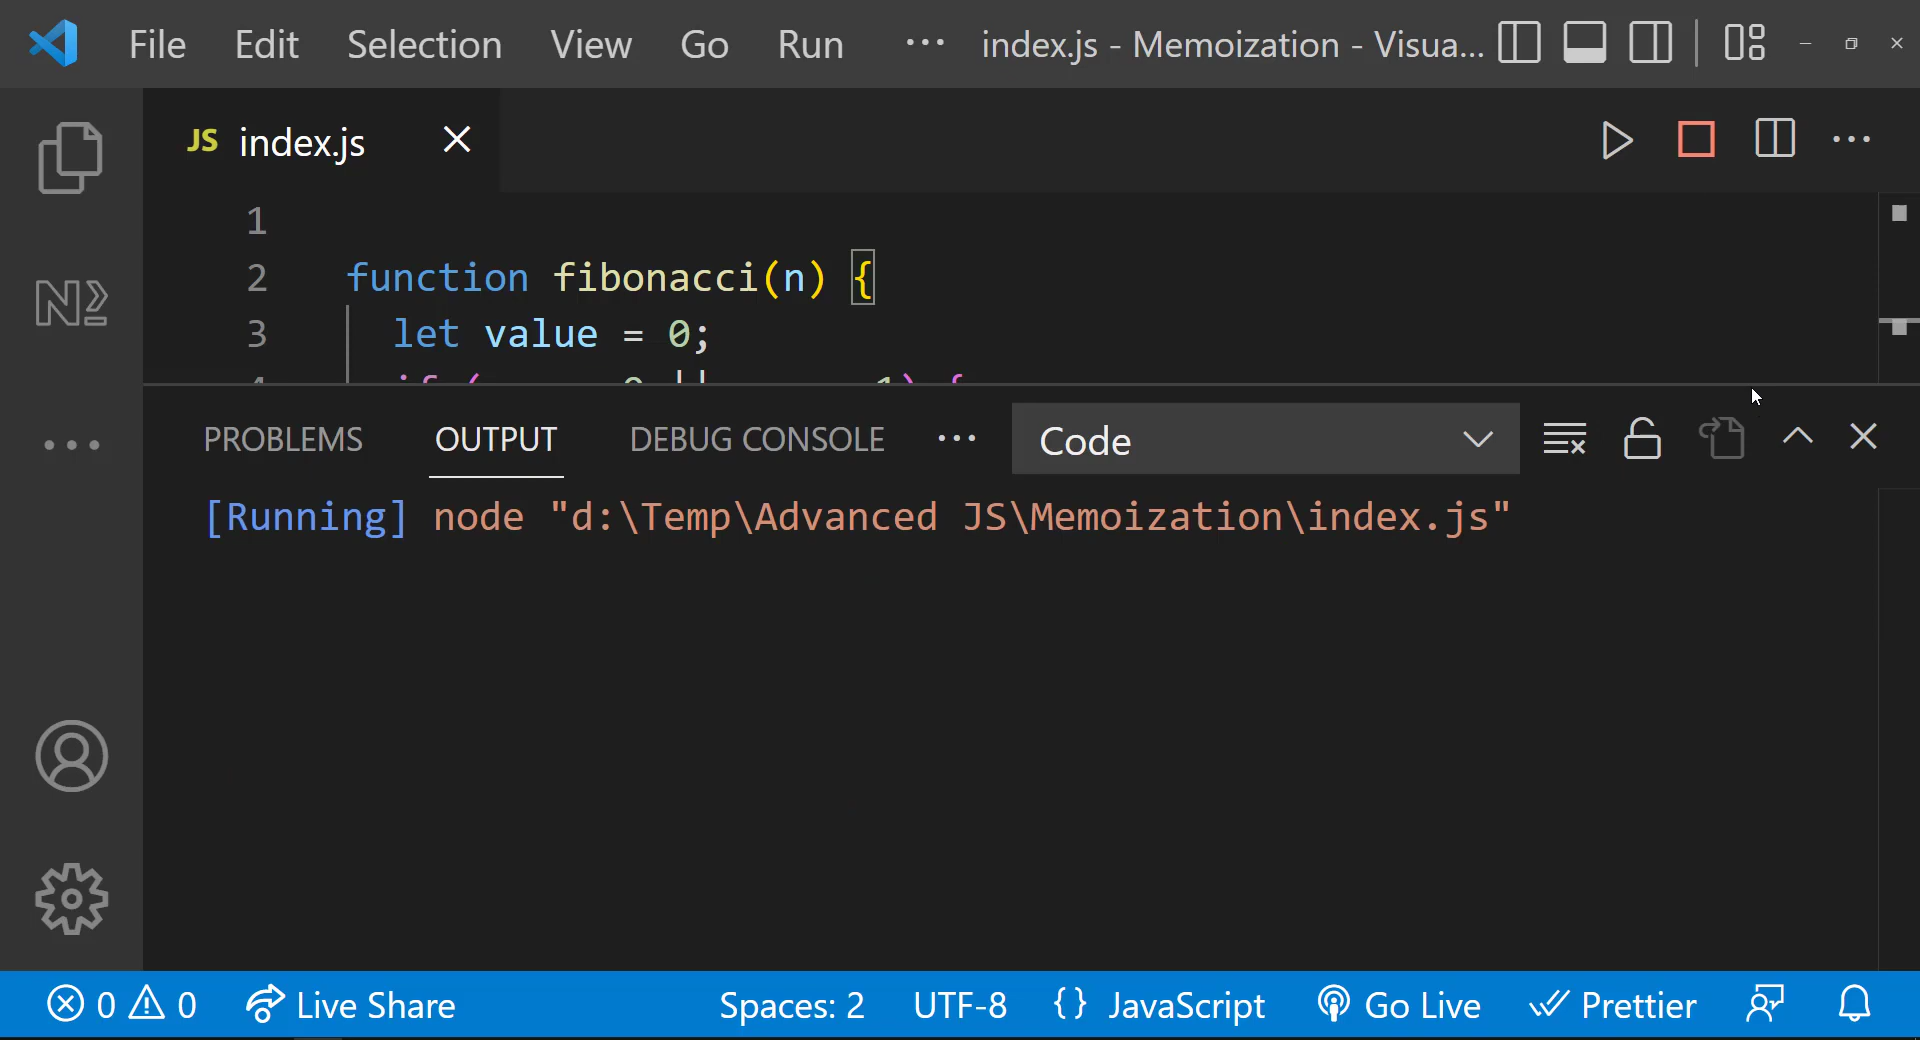 File Edit Selection View Go Run ··· index.js - Memoization - Visua...
JS index.js
1
2 function fibonacci(n) {
3 let value = 0;
PROBLEMS OUTPUT DEBUG CONSOLE ··· Code
[Running] node "d:\Temp\Advanced JS\Memoization\index.js"
0 0 Live Share Spaces: 2 UTF-8 {} JavaScript Go Live Prettier